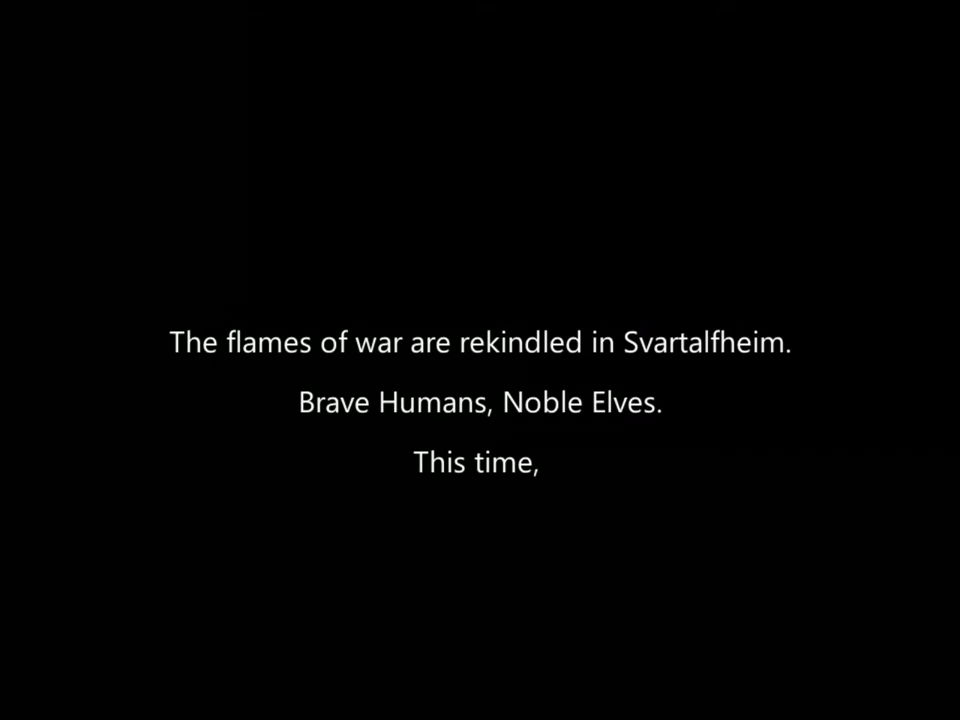 The flames of war are rekindled in Svartalfheim.
Brave Humans, Noble Elves.
This time,